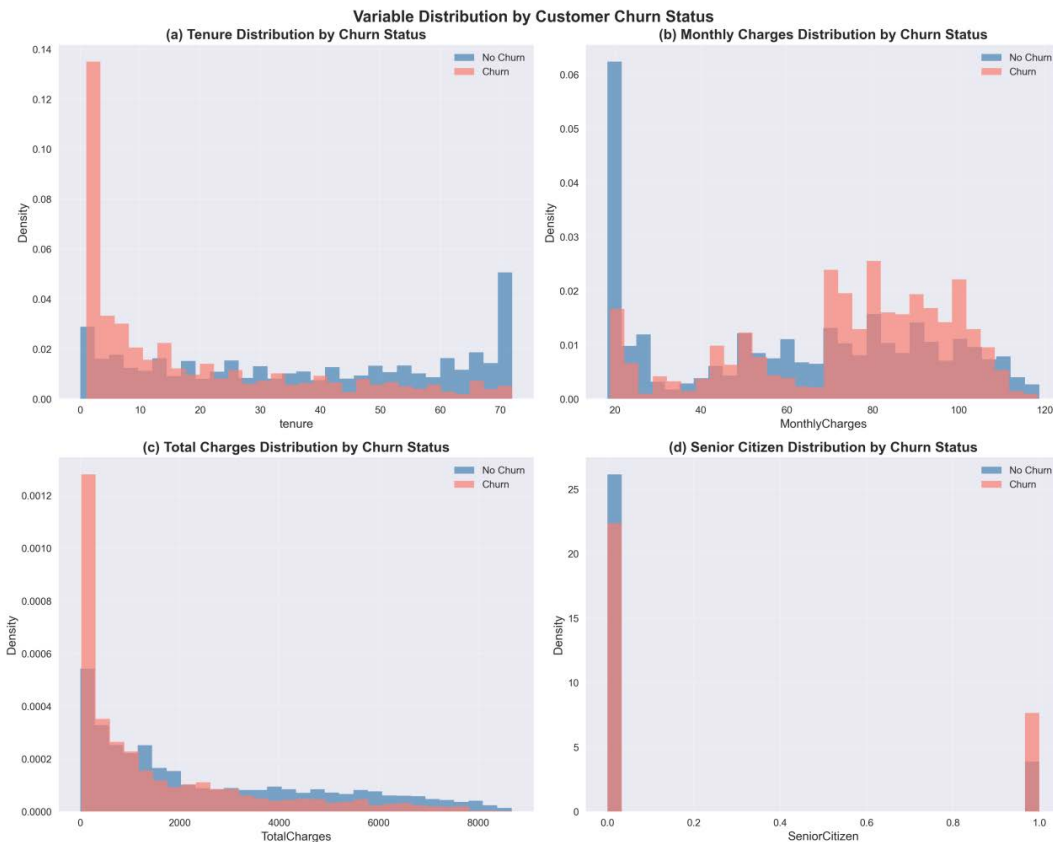 Variable Distribution by Customer Churn Status
(a) Tenure Distribution by Churn Status
0.14
0.12
0.10
0.08
0.06
0.04
0.02
0.00
Density
No Churn
Churn
0 10 20 30 40 50 60 70
tenure
(b) Monthly Charges Distribution by Churn Status
0.06
0.05
0.04
0.03
0.02
0.01
0.00
Density
No Churn
Churn
20 40 60 80 100 120
MonthlyCharges
(c) Total Charges Distribution by Churn Status
0.0012
0.0010
0.0008
0.0006
0.0004
0.0002
0.0000
Density
No Churn
Churn
0 2000 4000 6000 8000
TotalCharges
(d) Senior Citizen Distribution by Churn Status
25
20
15
10
5
0
Density
No Churn
Churn
0.0 0.2 0.4 0.6 0.8 1.0
SeniorCitizen